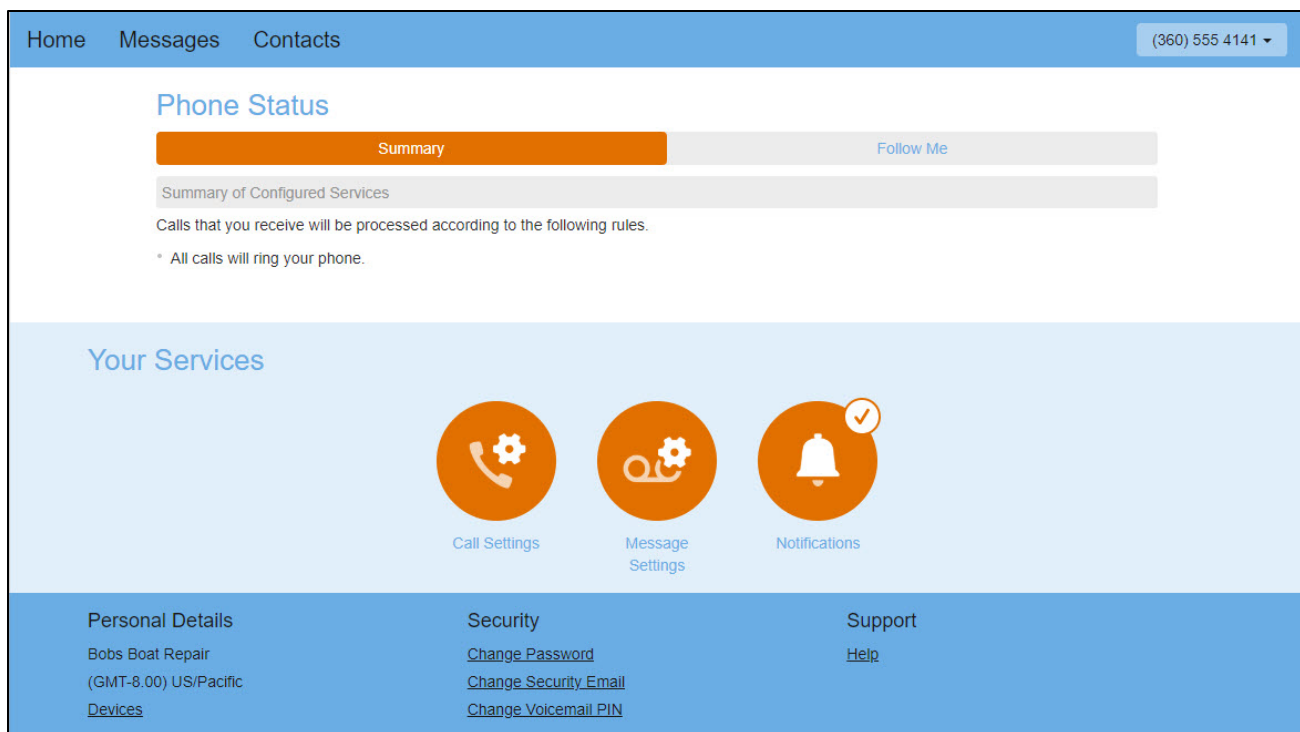 Home Messages Contacts (360) 555 4141
Phone Status
Summary Follow Me
Summary of Configured Services
Calls that you receive will be processed according to the following rules.
All calls will ring your phone.
Your Services
Call Settings Message Notifications
Settings
Personal Details Security Support
Bobs Boat Repair Change Password Help
(GMT-8.00) US/Pacific Change Security Email
Devices Change Voicemail PIN